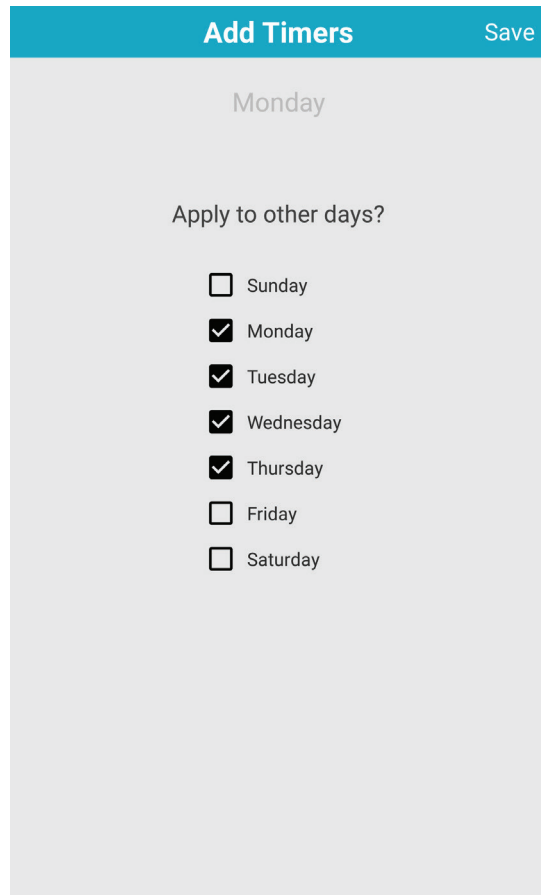 Add Timers Save
Monday
Apply to other days?
Sunday
Monday
Tuesday
Wednesday
Thursday
Friday
Saturday